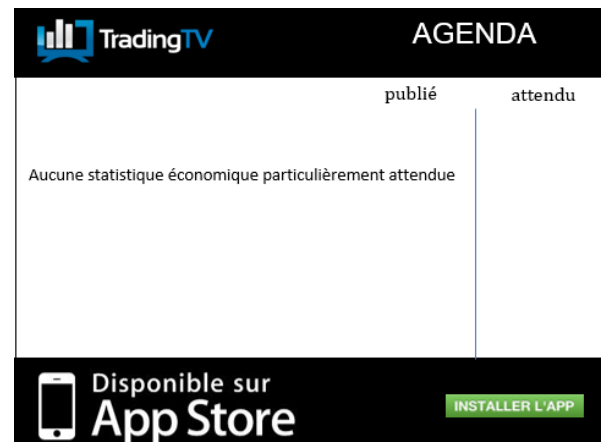 TradingTV AGENDA
publié attendu
Aucune statistique économique particulièrement attendue
Disponible sur
App Store
INSTALLER L'APP